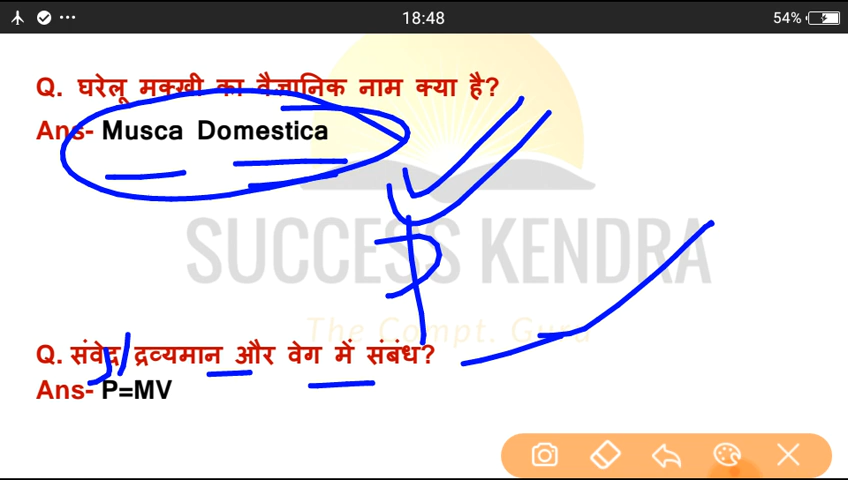 18:48
54%
Q. घरेलू मक्खी का वैज्ञानिक नाम क्या है?
Ans- Musca Domestica
SUCCESS KENDRA
The Compt. Guru
Q. संवेद द्रव्यमान और वेग में संबंध?
Ans- P=MV